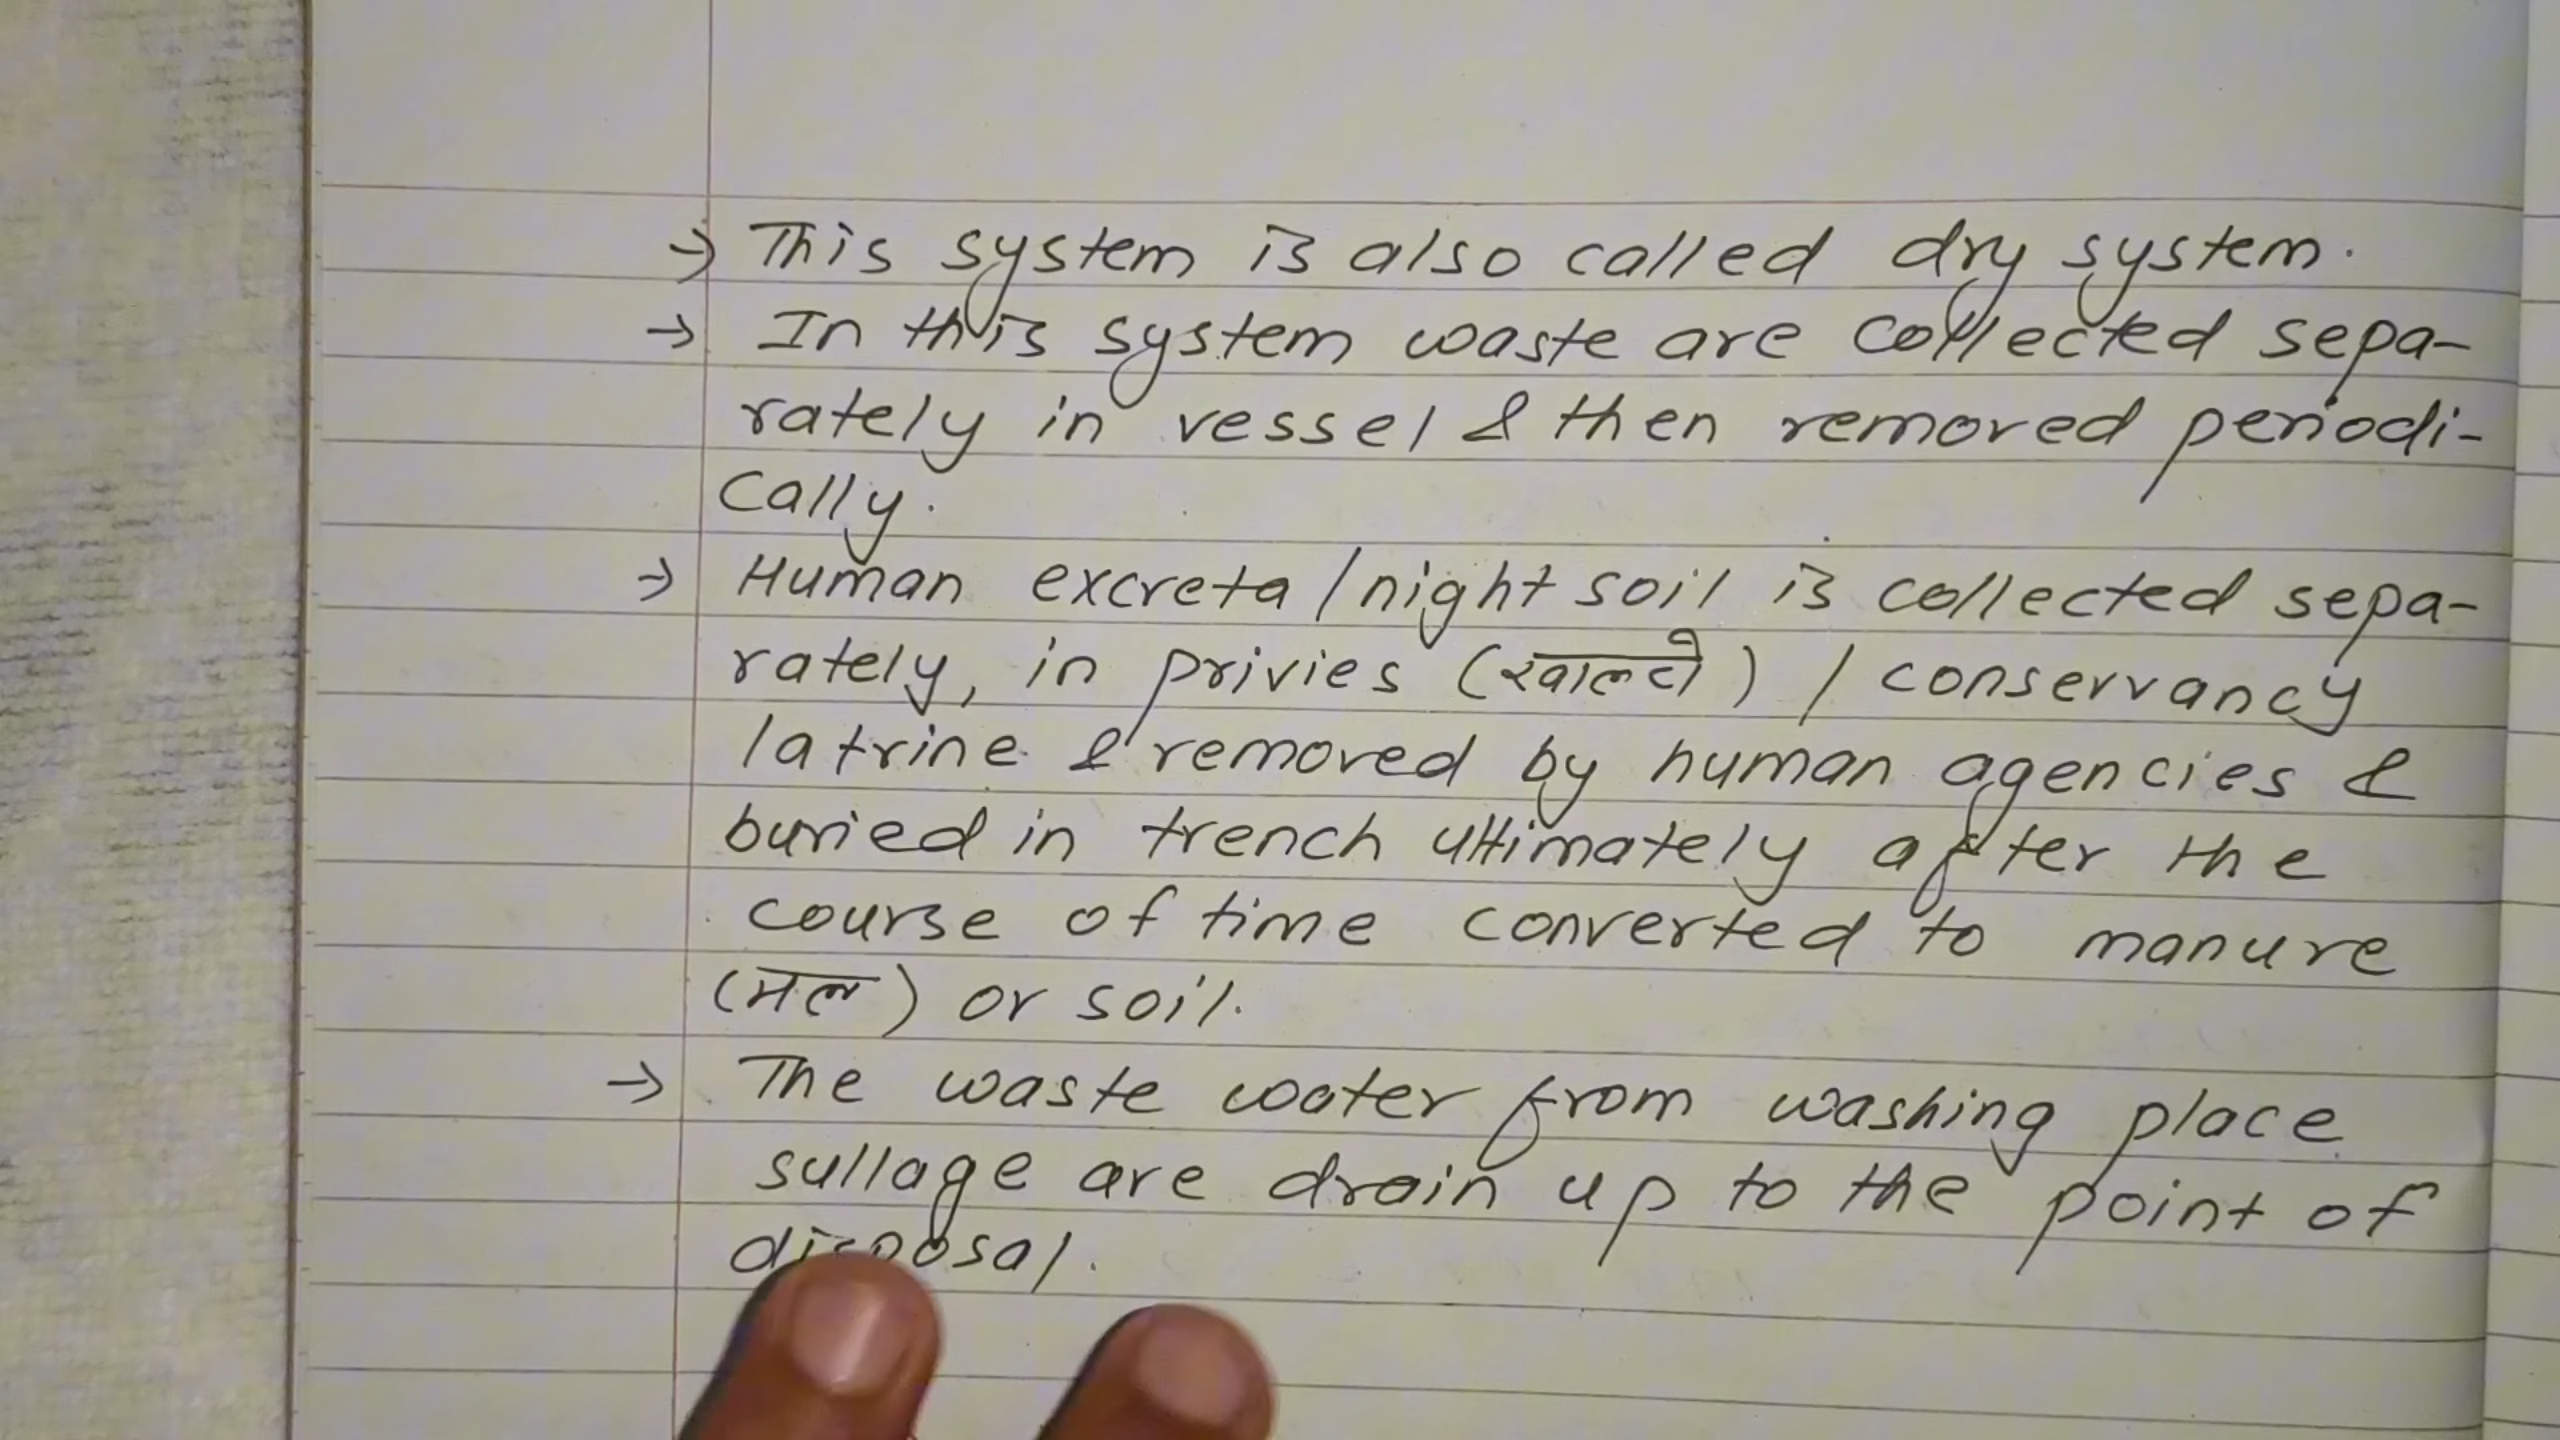 → This system is also called dry system.
→ In this system waste are collected sepa-
rately in vessel & then removed periodi-
cally.
→ Human excreta / night soil is collected sepa-
rately, in privies ( ) / conservancy
latrine & removed by human agencies &
buried in trench ultimately after the
course of time converted to manure
(मल) or soil.
→ The waste water from washing place
sullage are drain up to the point of
disposal.